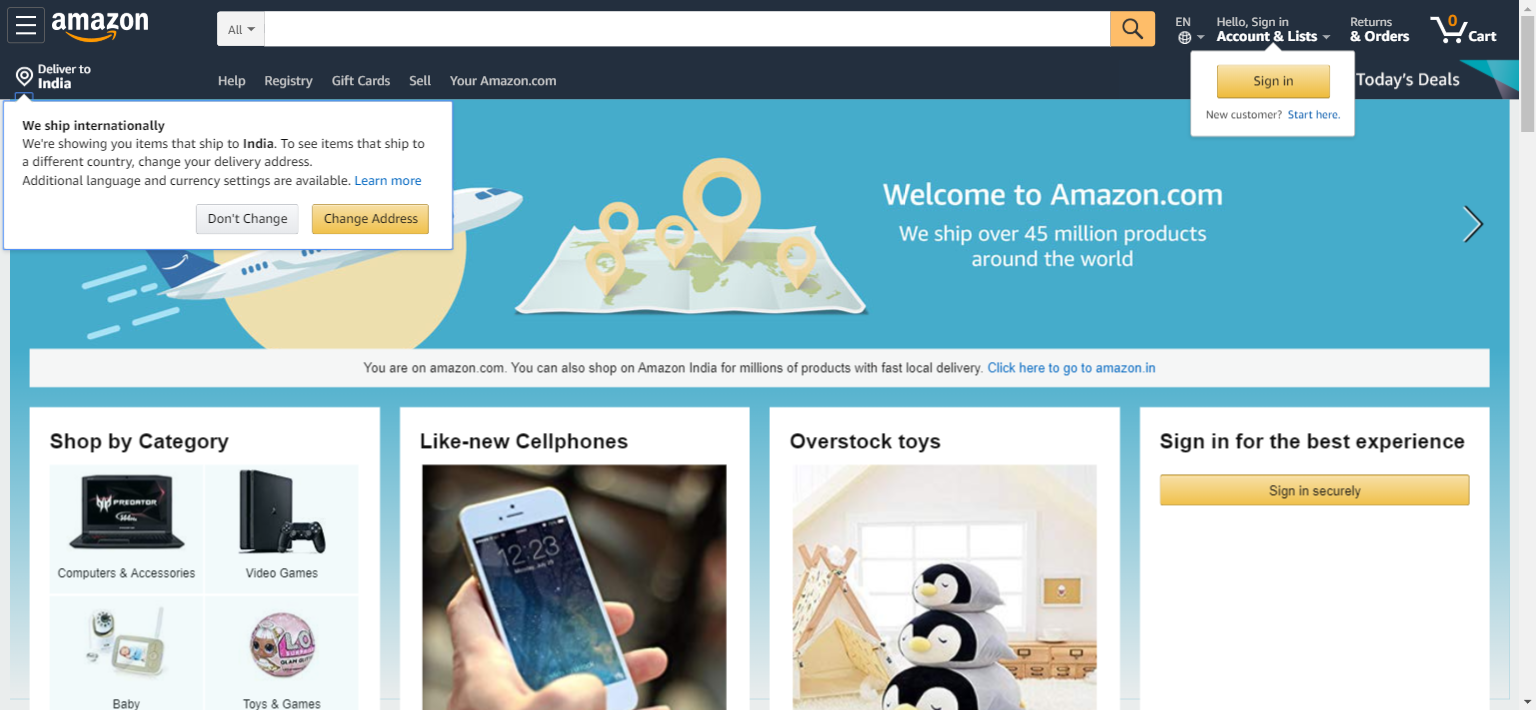 amazon
All
EN
Hello, Sign in
Account & Lists
Returns
& Orders
0
Cart
Deliver to
India
Help
Registry
Gift Cards
Sell
Your Amazon.com
Today's Deals
Sign in
New customer? Start here.
We ship internationally
We're showing you items that ship to India. To see items that ship to
a different country, change your delivery address.
Additional language and currency settings are available. Learn more
Don't Change
Change Address
Welcome to Amazon.com
We ship over 45 million products
around the world
You are on amazon.com. You can also shop on Amazon India for millions of products with fast local delivery. Click here to go to amazon.in
Shop by Category
PREDATOR
Computers & Accessories
Video Games
Baby
Toys & Games
Like-new Cellphones
12:23
Overstock toys
Sign in for the best experience
Sign in securely